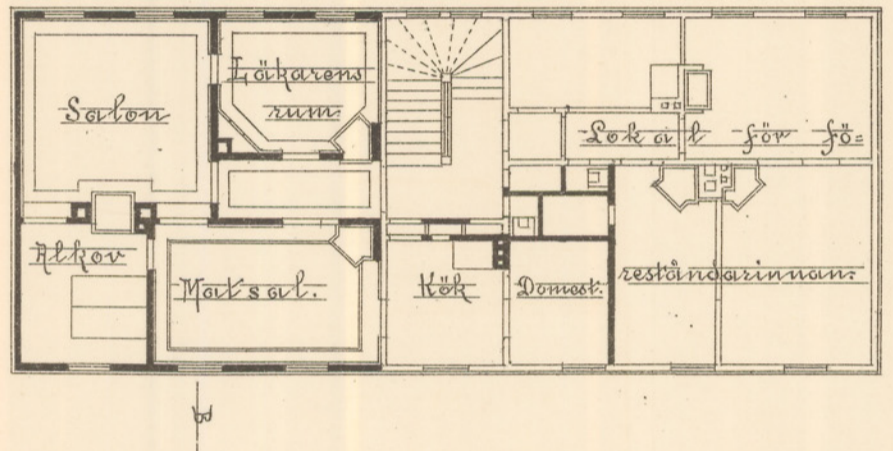 Salon
Läkarens
rum
Lokal för fö=
Alkov
Matsal.
Kök
Domest.
reståndarinnan.
B